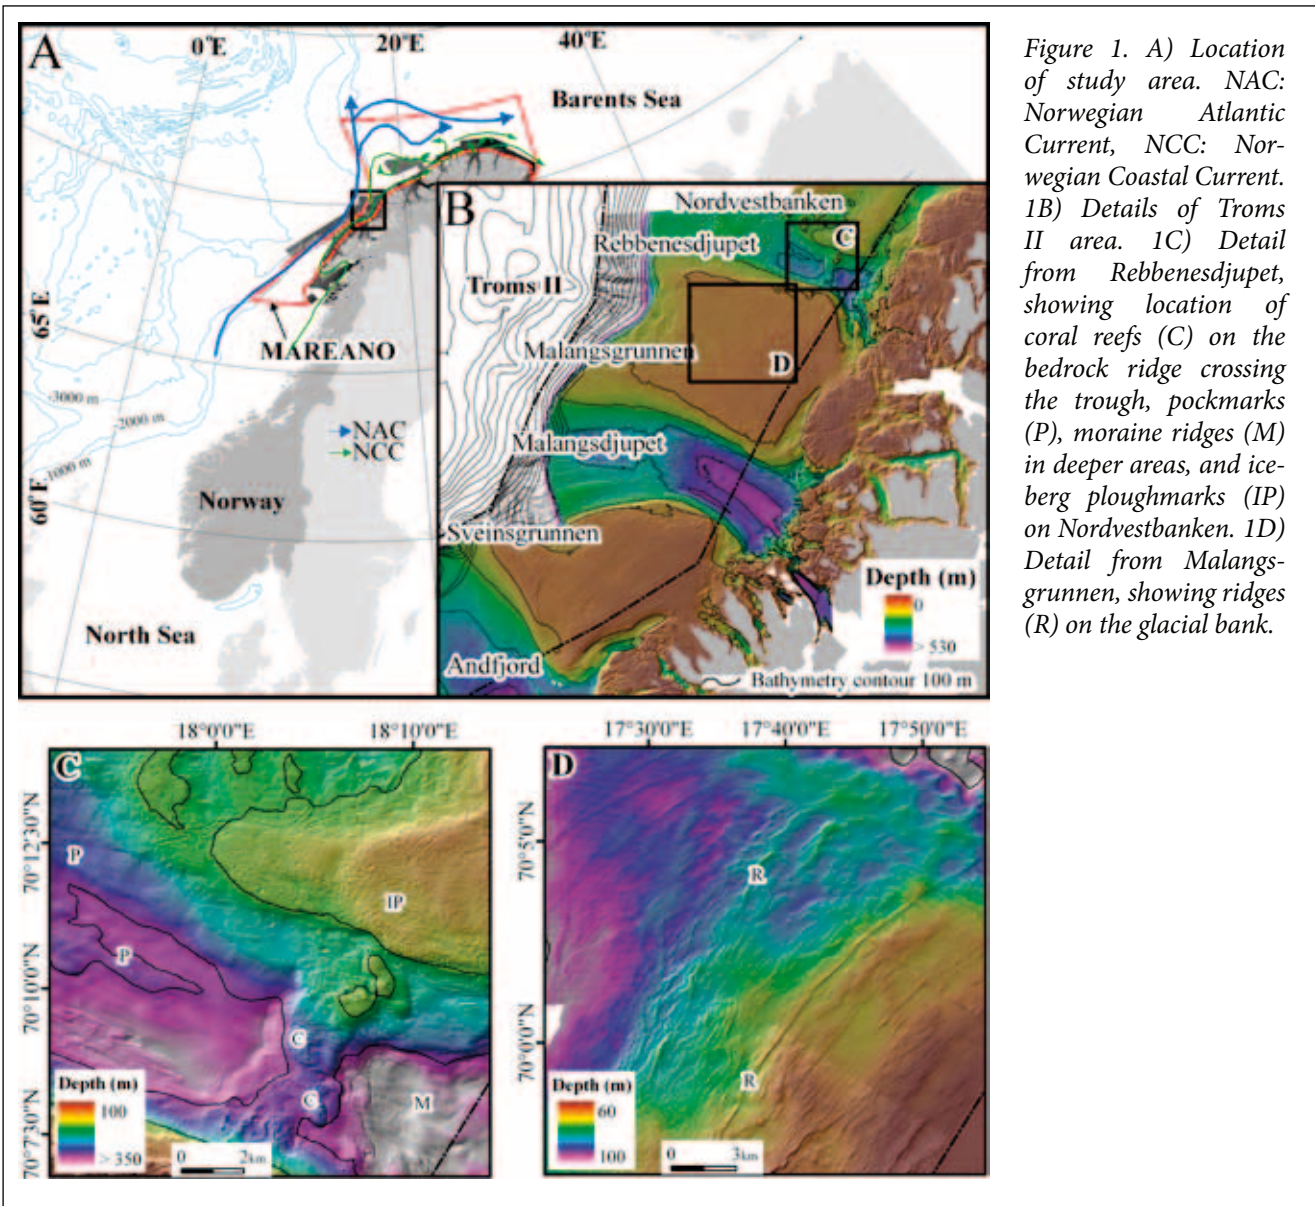 A
0°E
20°E
40°E
Barents Sea
65°E
60°E
MAREANO
-3000 m
-2000 m
-1000 m
NAC
NCC
Norway
North Sea
B
Nordvestbanken
Rebbenesdjupet
C
Troms II
Malangsgrunnen
D
Malangsdjupet
Sveinsgrunnen
Andfjord
Depth (m)
0
> 530
Bathymetry contour 100 m
Figure 1. A) Location
of study area. NAC:
Norwegian Atlantic
Current, NCC: Nor-
wegian Coastal Current.
1B) Details of Troms
II area. 1C) Detail
from Rebbenesdjupet,
showing location of
coral reefs (C) on the
bedrock ridge crossing
the trough, pockmarks
(P), moraine ridges (M)
in deeper areas, and ice-
berg ploughmarks (IP)
on Nordvestbanken. 1D)
Detail from Malangs-
grunnen, showing ridges
(R) on the glacial bank.
18°0'0"E
18°10'0"E
C
70°12'30"N
70°10'0"N
70°7'30"N
P
IP
P
C
C
M
Depth (m)
100
> 350
0
2km
17°30'0"E
17°40'0"E
17°50'0"E
D
70°5'0"N
70°0'0"N
R
R
Depth (m)
60
100
0
3km